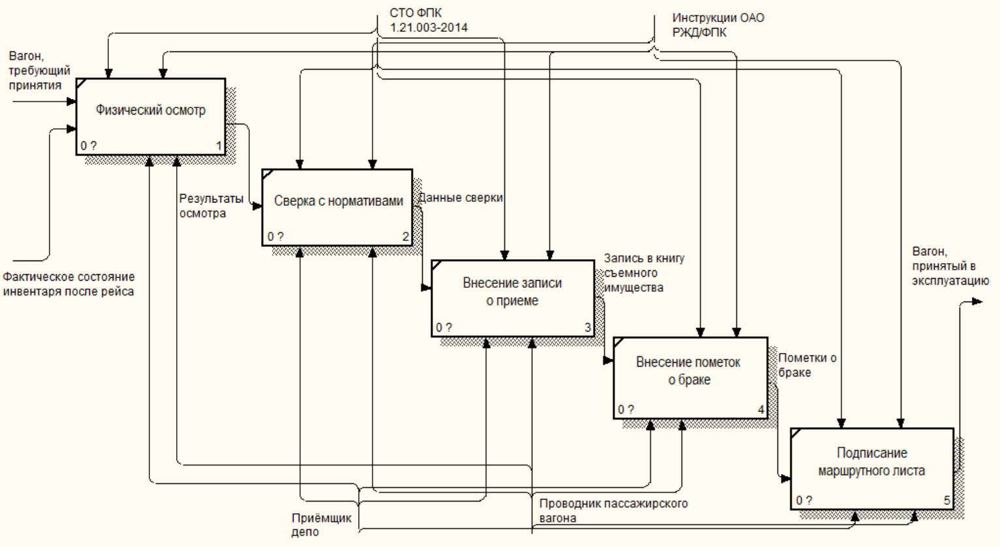 СТО ФПК
1.21.003-2014
Инструкции ОАО
РЖД/ФПК
Вагон,
требующий
принятия
Физический осмотр
0 ?
1
Результаты
осмотра
Фактическое состояние
инвентаря после рейса
Сверка с нормативами
0 ?
2
Данные сверки
Внесение записи
о приеме
0 ?
3
Запись в книгу
съемного
имущества
Вагон,
принятый в
эксплуатацию
Внесение пометок
о браке
0 ?
4
Пометки о
браке
Подписание
маршрутного листа
0 ?
5
Приёмщик
депо
Проводник пассажирского
вагона